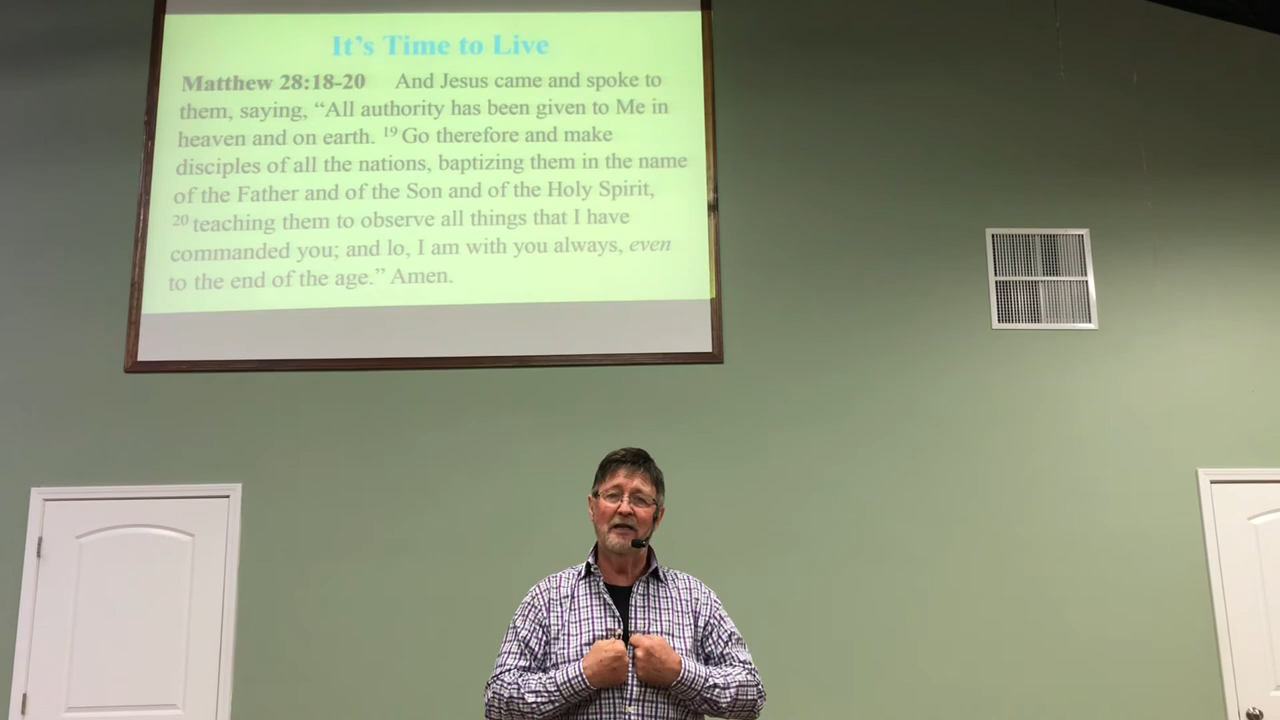 It's Time to Live
Matthew 28:18-20 And Jesus came and spoke to
them, saying, “All authority has been given to Me in
heaven and on earth. 19 Go therefore and make
disciples of all the nations, baptizing them in the name
of the Father and of the Son and of the Holy Spirit,
20 teaching them to observe all things that I have
commanded you; and lo, I am with you always, even
to the end of the age.” Amen.